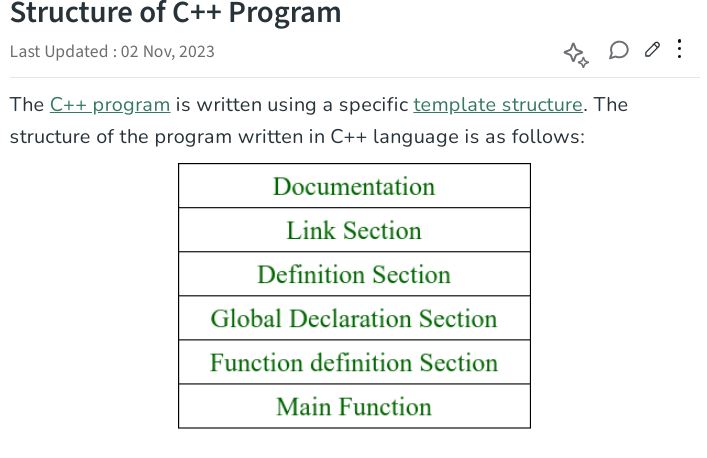 Structure of C++ Program
Last Updated : 02 Nov, 2023
The C++ program is written using a specific template structure. The
structure of the program written in C++ language is as follows:
Documentation
Link Section
Definition Section
Global Declaration Section
Function definition Section
Main Function